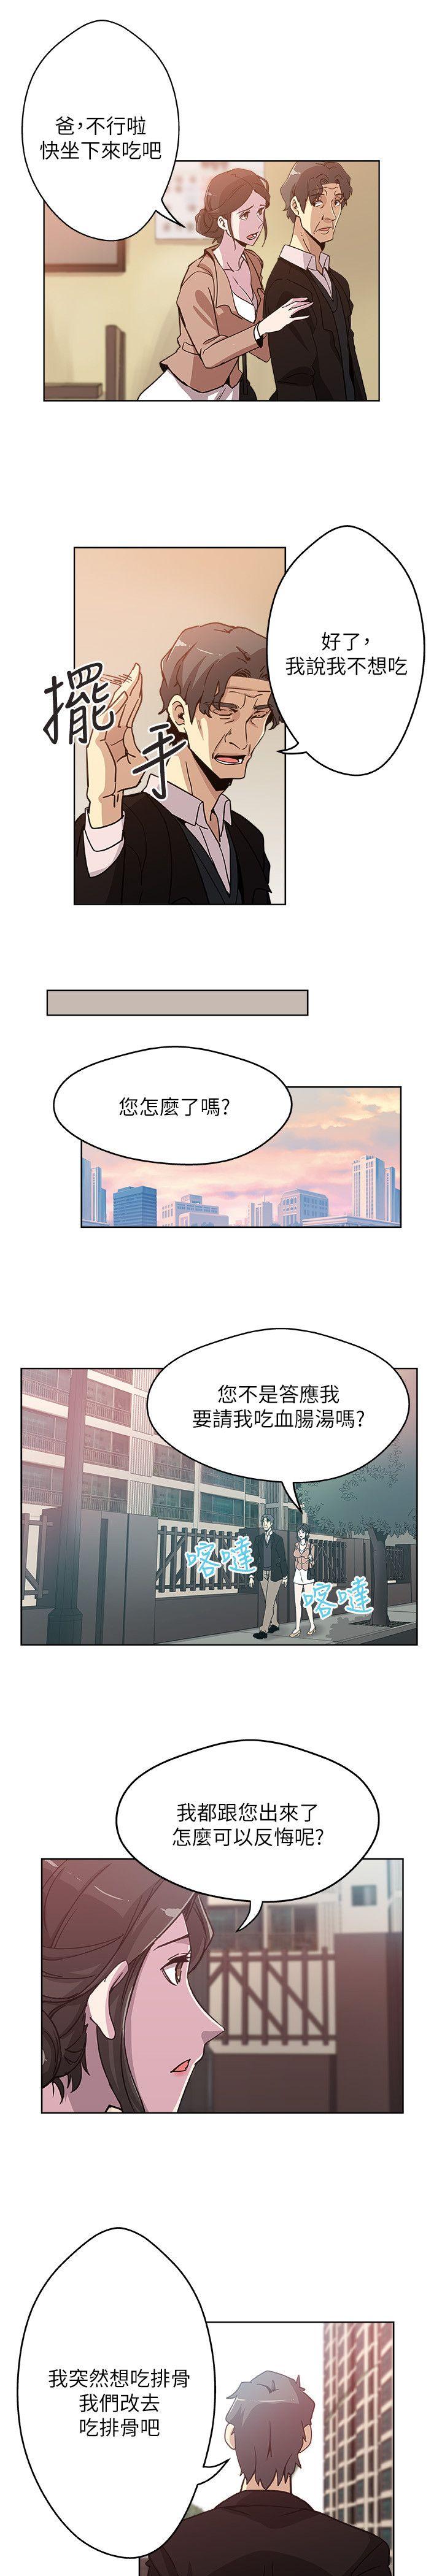 爸，不行啦
快坐下來吃吧
好了，
我說我不想吃
擺手
您怎麼了嗎?
您不是答應我
要請我吃血腸湯嗎?
喀噠
喀噠
我都跟您出來了
怎麼可以反悔呢?
我突然想吃排骨
我們改去
吃排骨吧